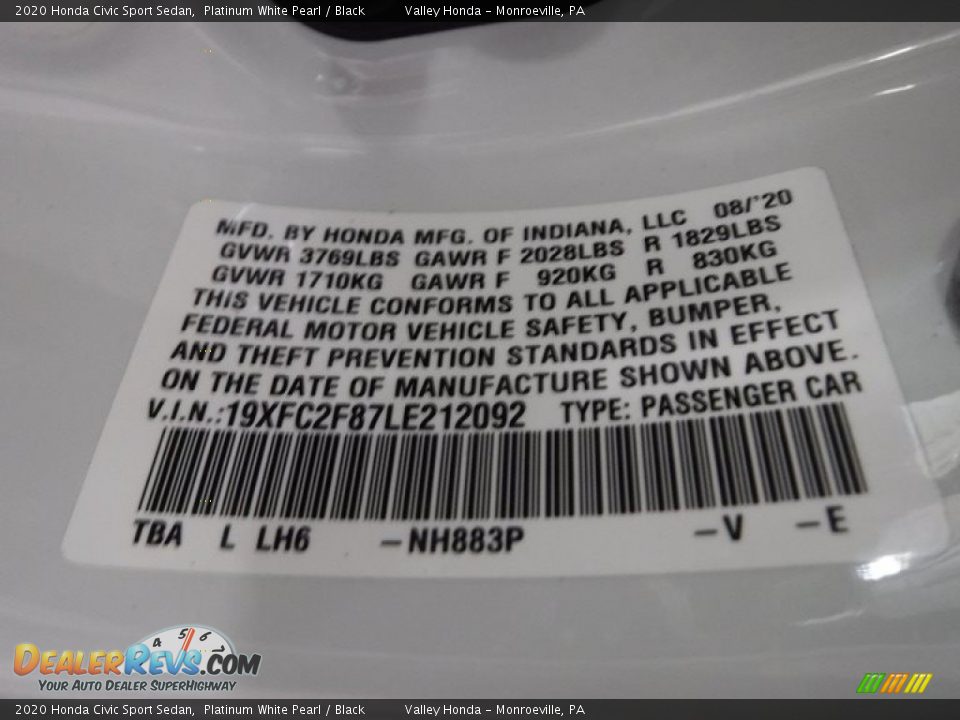 2020 Honda Civic Sport Sedan, Platinum White Pearl / Black Valley Honda - Monroeville, PA
MFD. BY HONDA MFG. OF INDIANA, LLC 08/'20
GVWR 3769LBS GAWR F 2028LBS R 1829LBS
GVWR 1710KG GAWR F 920KG R 830KG
THIS VEHICLE CONFORMS TO ALL APPLICABLE
FEDERAL MOTOR VEHICLE SAFETY, BUMPER,
AND THEFT PREVENTION STANDARDS IN EFFECT
ON THE DATE OF MANUFACTURE SHOWN ABOVE.
V.I.N.:19XFC2F87LE212092 TYPE: PASSENGER CAR
TBA L LH6 -NH883P -V -E
4 5 6
DEALERREVS.COM
YOUR AUTO DEALER SUPERHIGHWAY
2020 Honda Civic Sport Sedan, Platinum White Pearl / Black Valley Honda - Monroeville, PA